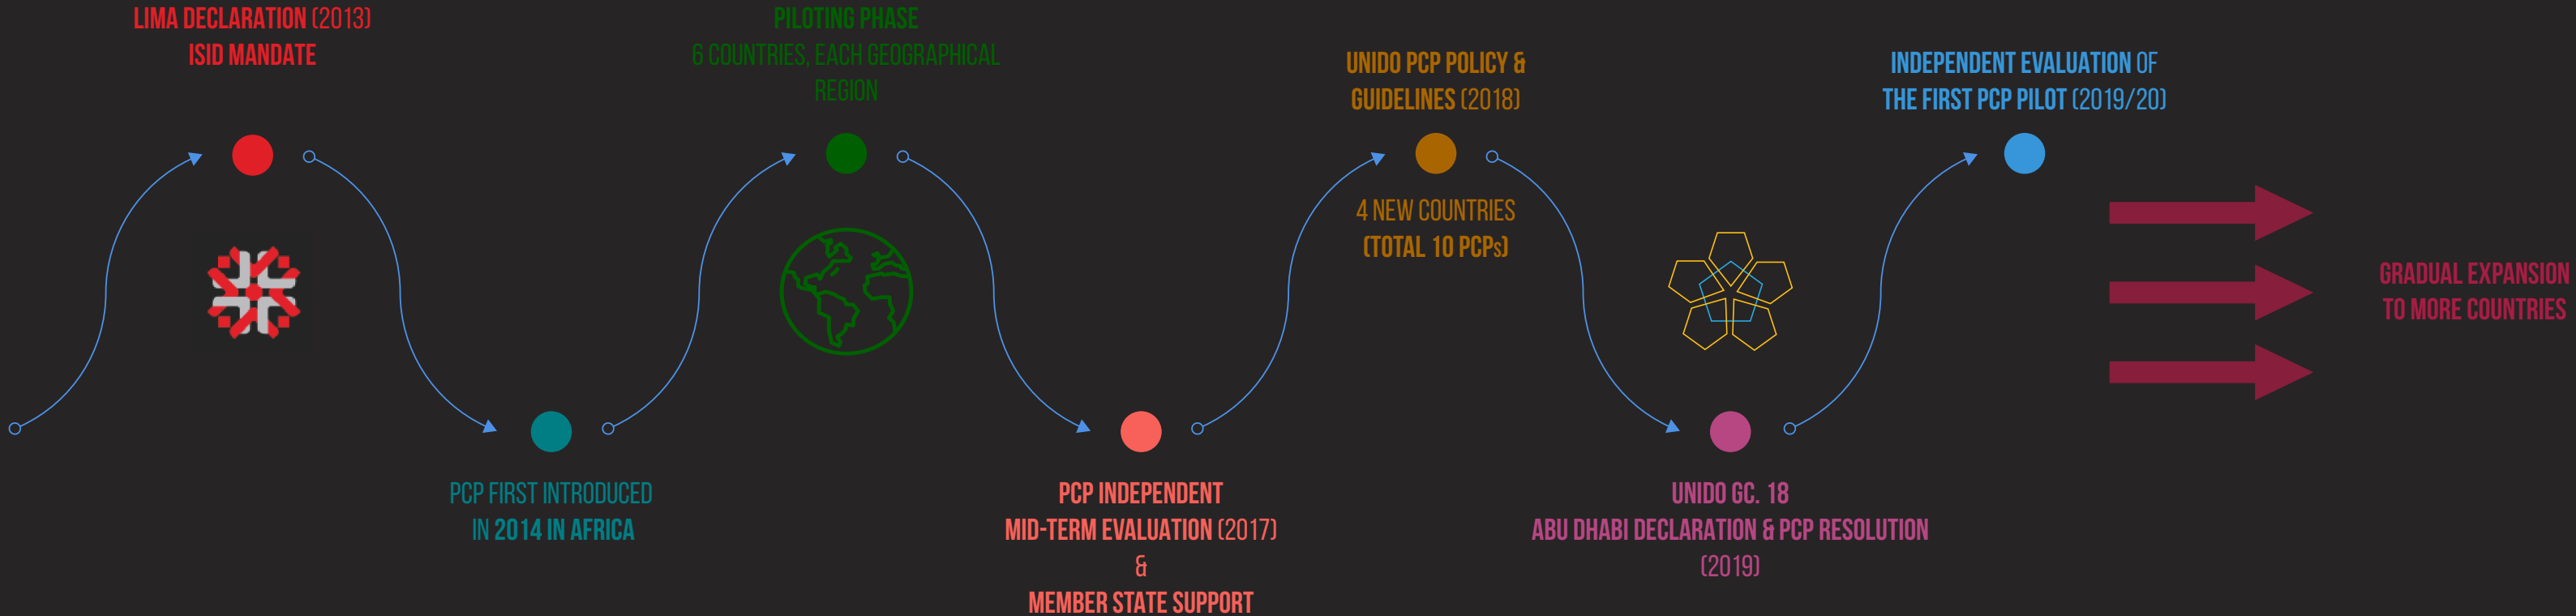 LIMA DECLARATION (2013)
ISID MANDATE
PCP FIRST INTRODUCED
IN 2014 IN AFRICA
PILOTING PHASE
6 COUNTRIES, EACH GEOGRAPHICAL
REGION
PCP INDEPENDENT
MID-TERM EVALUATION (2017)
&
MEMBER STATE SUPPORT
UNIDO PCP POLICY &
GUIDELINES (2018)
4 NEW COUNTRIES
(TOTAL 10 PCPs)
UNIDO GC. 18
ABU DHABI DECLARATION & PCP RESOLUTION
(2019)
INDEPENDENT EVALUATION OF
THE FIRST PCP PILOT (2019/20)
GRADUAL EXPANSION
TO MORE COUNTRIES